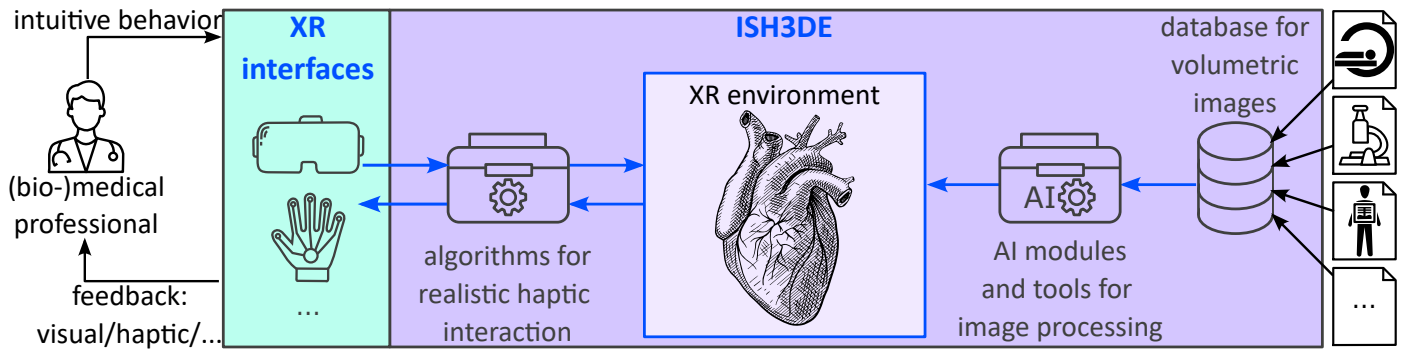 intuitive behavior
(bio-)medical
professional
feedback:
visual/haptic/...
XR
interfaces
...
ISH3DE
algorithms for
realistic haptic
interaction
XR environment
AI
AI modules
and tools for
image processing
database for
volumetric
images
...